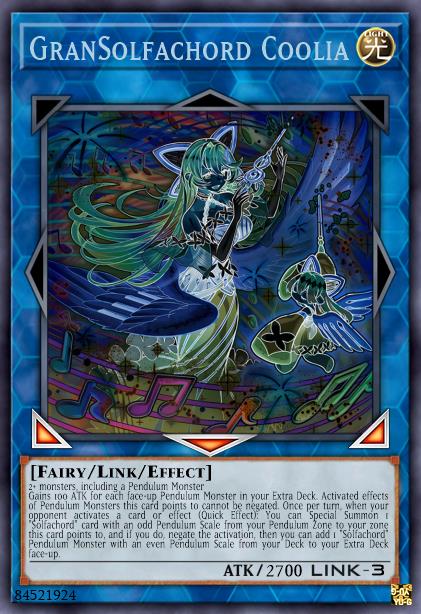 GranSolfachord Coolia
LIGHT
光
[Fairy/Link/Effect]
2+ monsters, including a Pendulum Monster
Gains 100 ATK for each face-up Pendulum Monster in your Extra Deck. Activated effects
of Pendulum Monsters this card points to cannot be negated. Once per turn, when your
opponent activates a card or effect (Quick Effect): You can Special Summon 1
"Solfachord" card with an odd Pendulum Scale from your Pendulum Zone to your zone
this card points to, and if you do, negate the activation, then you can add 1 "Solfachord"
Pendulum Monster with an even Pendulum Scale from your Deck to your Extra Deck
face-up.
ATK/2700 LINK-3
84521924